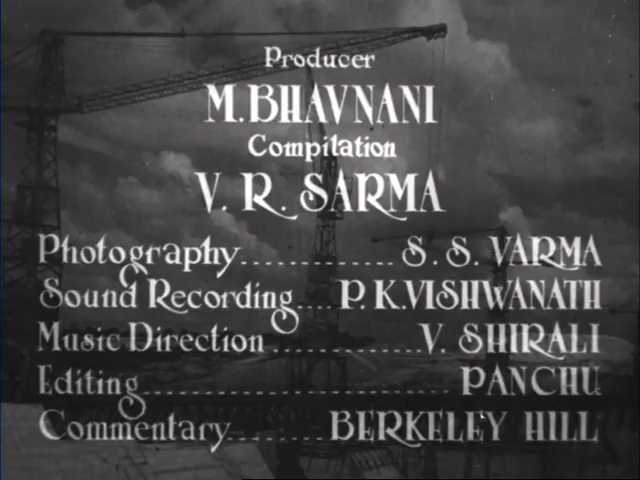 Producer
M. BHAVNANI
Compilation
V. R. SARMA
Photography.............. S. S. VARMA
Sound Recording.... P. K. VISHWANATH
Music Direction.............. V. SHIRALI
Editing............................ PANCHU
Commentary......... BERKELEY HILL